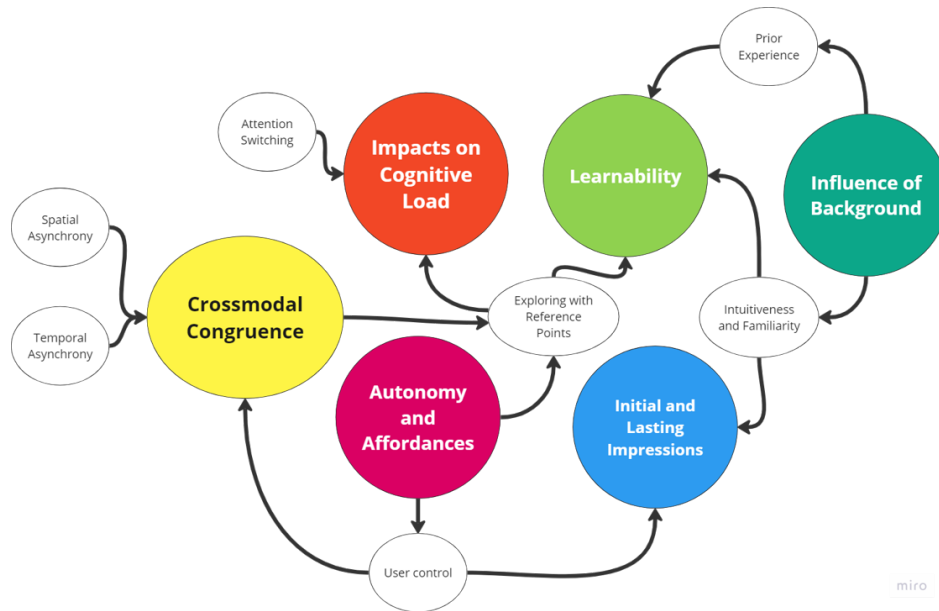 Prior
Experience
Attention
Switching
Impacts on
Cognitive
Load
Learnability
Influence of
Background
Spatial
Asynchrony
Crossmodal
Congruence
Exploring with
Reference
Points
Intuitiveness
and Familiarity
Temporal
Asynchrony
Autonomy
and
Affordances
Initial and
Lasting
Impressions
User control
miro